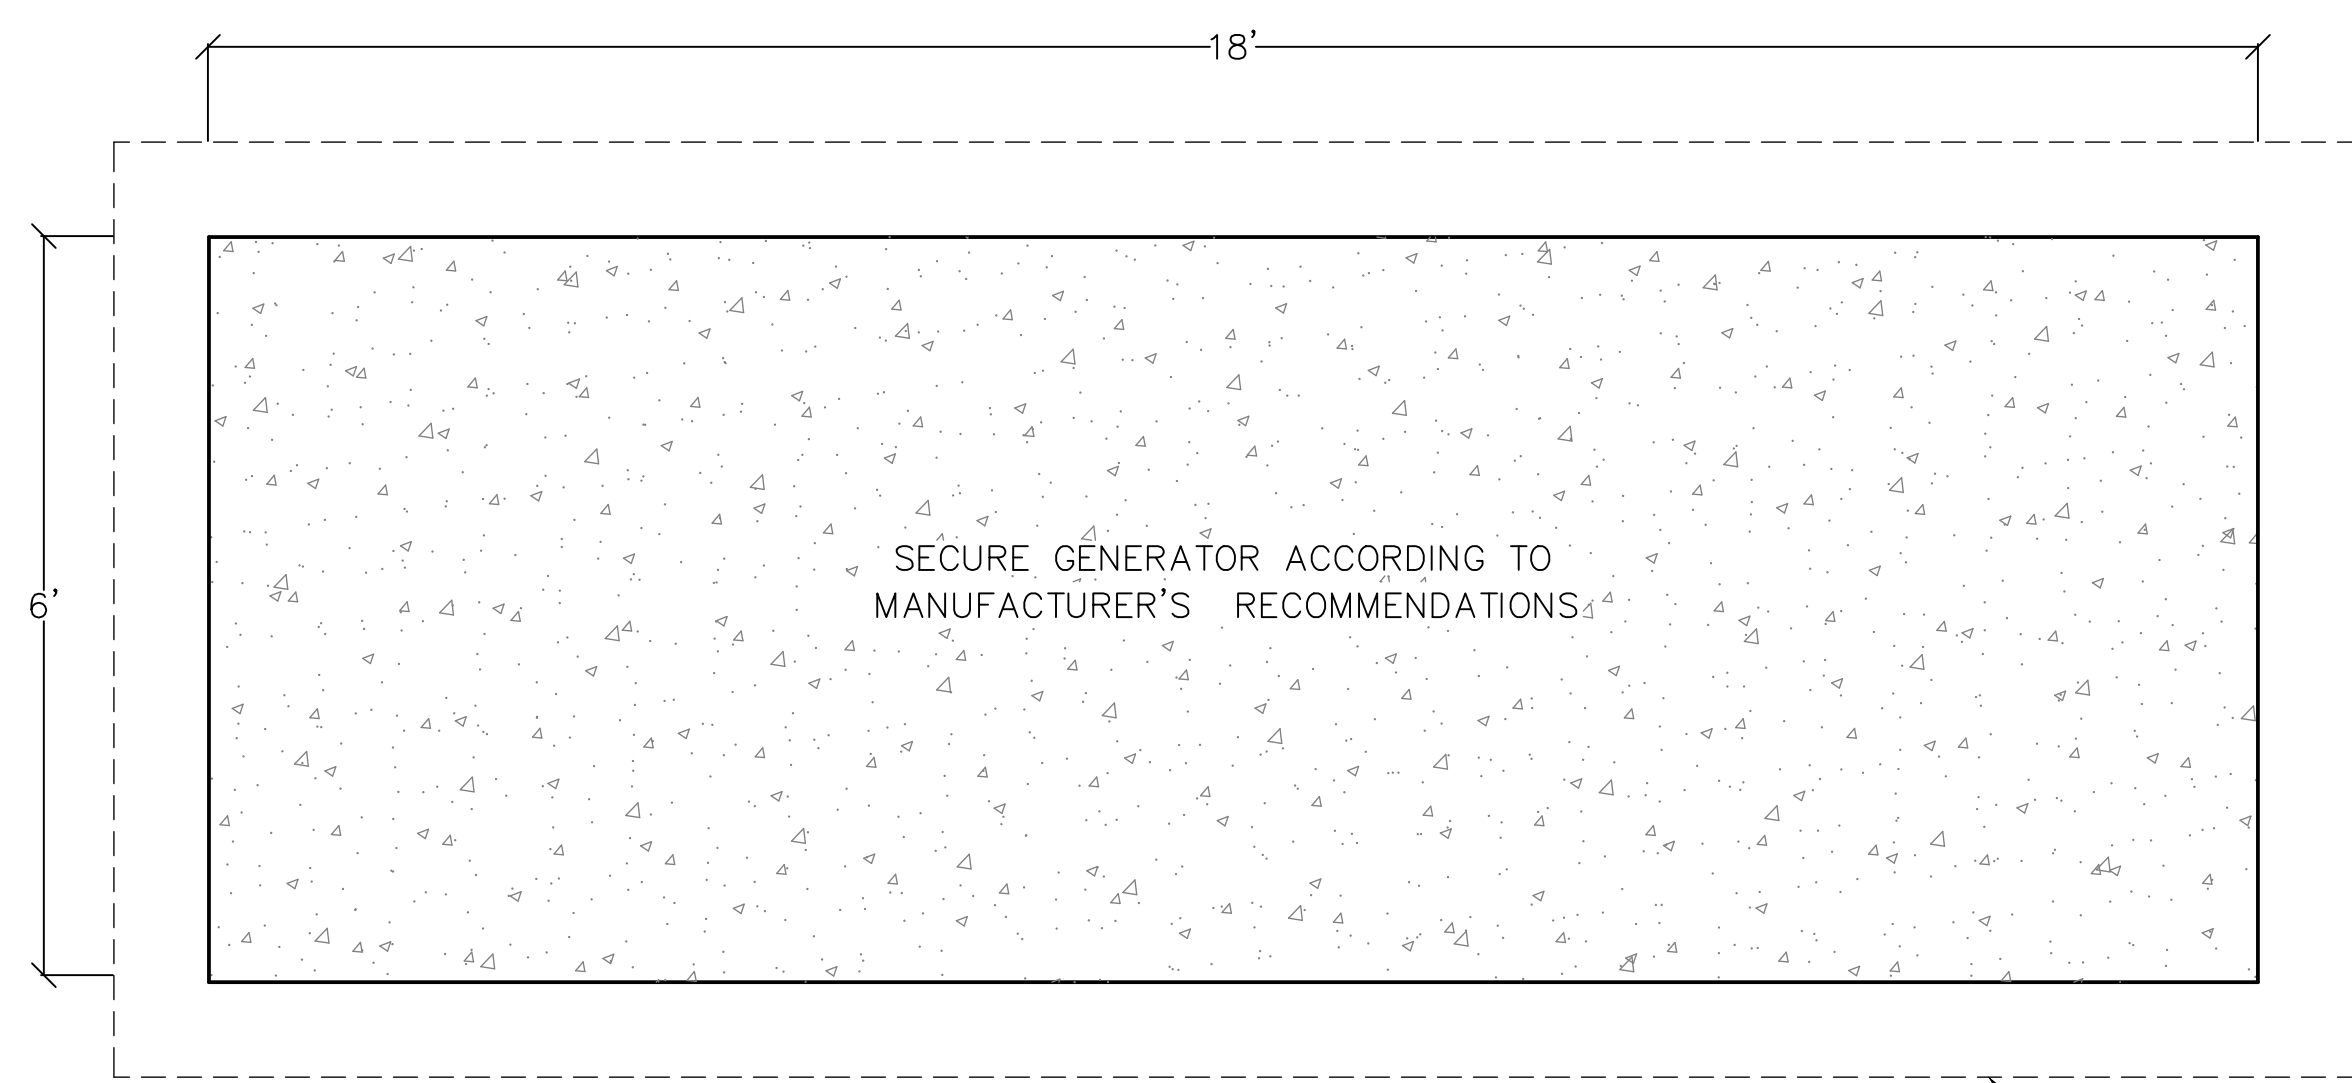 18'
6'
SECURE GENERATOR ACCORDING TO
MANUFACTURER'S RECOMMENDATIONS